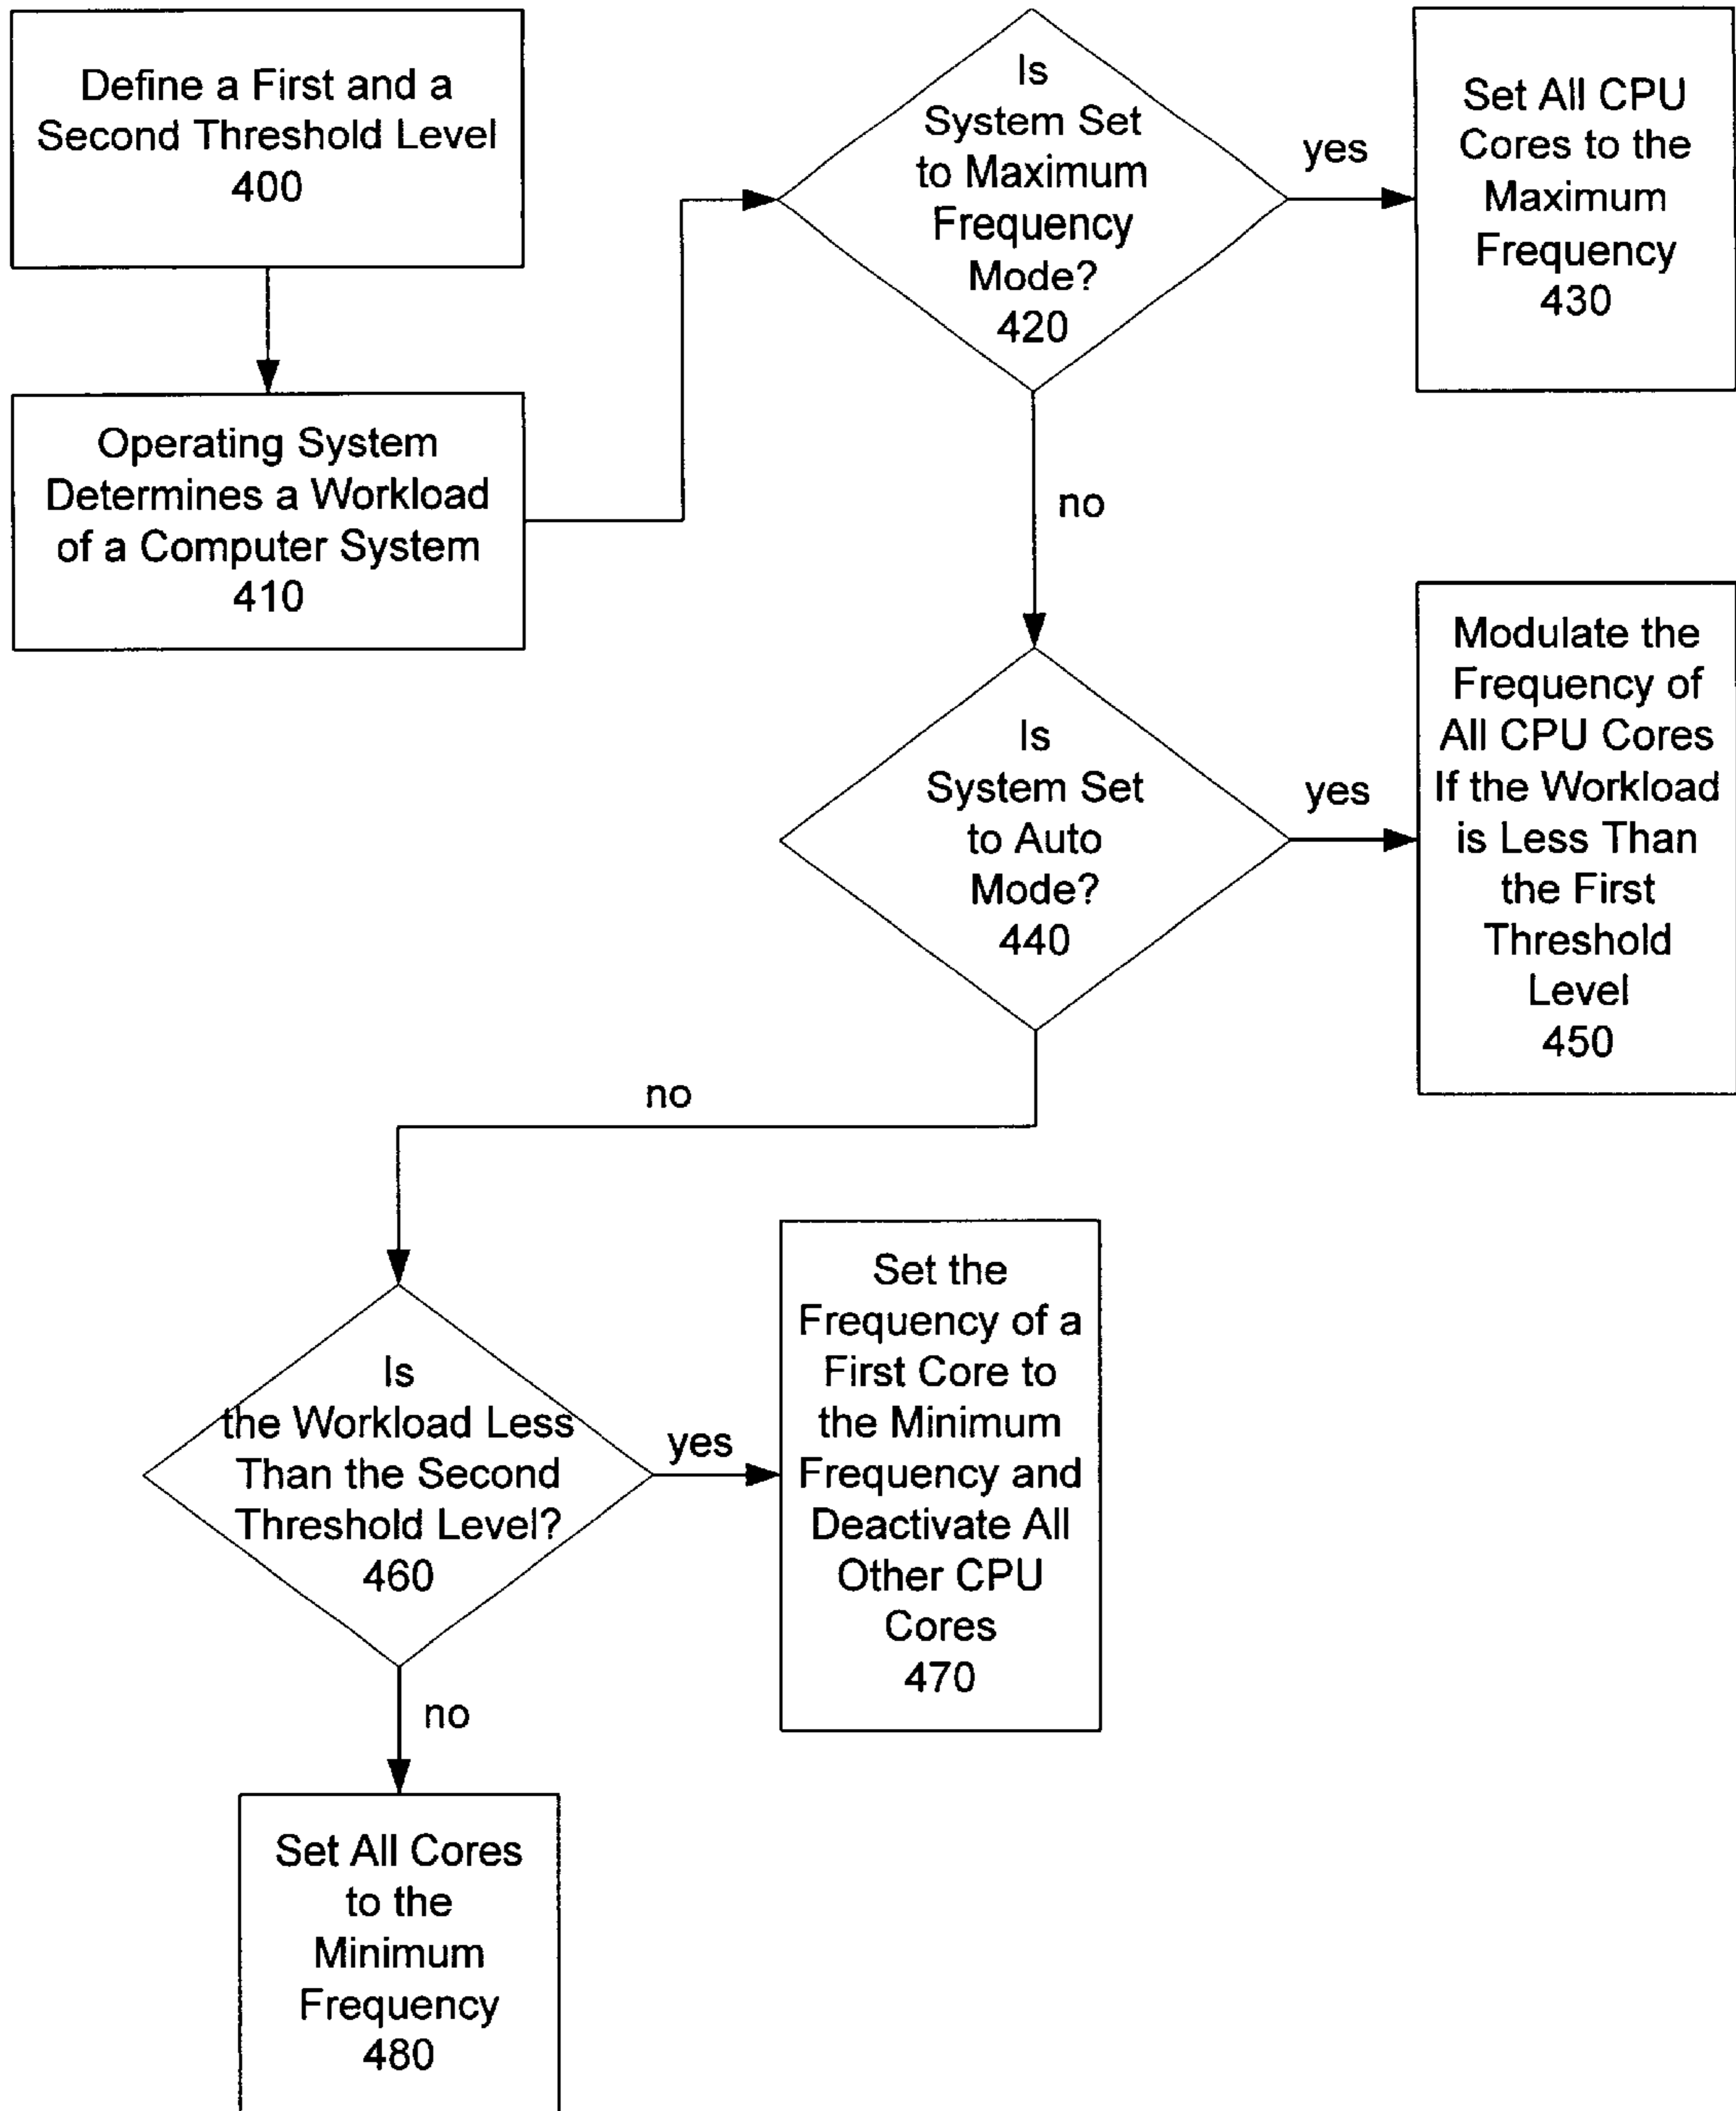 Define a First and a
Second Threshold Level
400
Operating System
Determines a Workload
of a Computer System
410
Is
System Set
to Maximum
Frequency
Mode?
420
yes
Set All CPU
Cores to the
Maximum
Frequency
430
no
Is
System Set
to Auto
Mode?
440
yes
Modulate the
Frequency of
All CPU Cores
If the Workload
is Less Than
the First
Threshold
Level
450
no
Is
the Workload Less
Than the Second
Threshold Level?
460
yes
Set the
Frequency of a
First Core to
the Minimum
Frequency and
Deactivate All
Other CPU
Cores
470
no
Set All Cores
to the
Minimum
Frequency
480